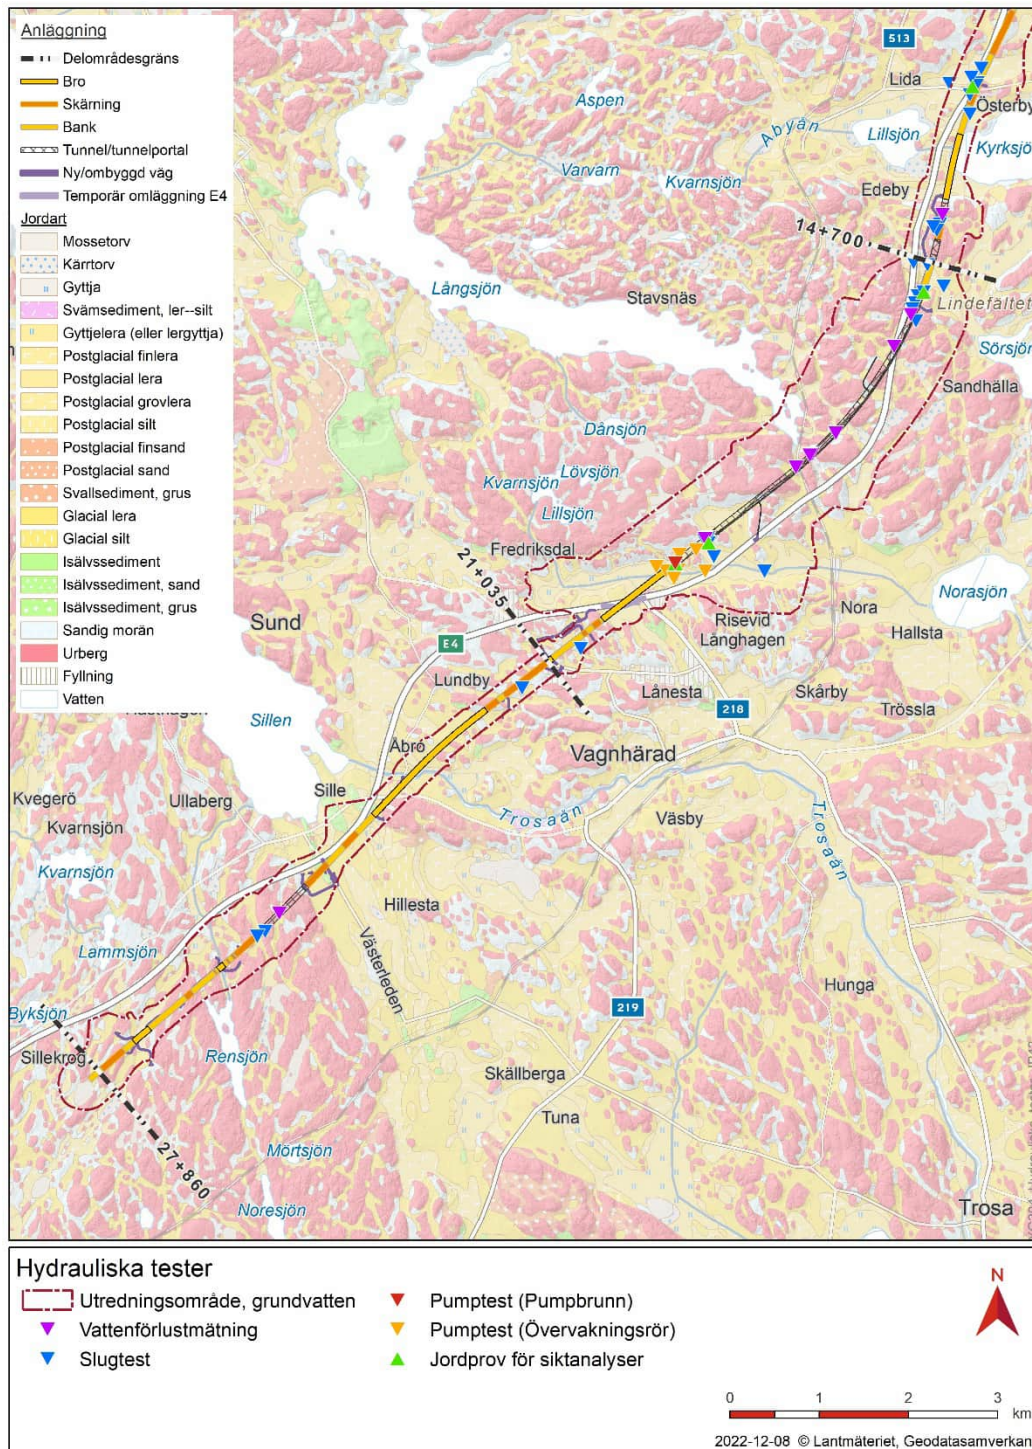 Anläggning
Delområdesgräns
Bro
Skärning
Bank
Tunnel/tunnelportal
Ny/ombyggd väg
Temporär omläggning E4
Jordart
Mossetorv
Kärrtorv
Gyttja
Svämsediment, ler--silt
Gyttjelera (eller lergyttja)
Postglacial finlera
Postglacial lera
Postglacial grovlera
Postglacial silt
Postglacial finsand
Postglacial sand
Svallsediment, grus
Glacial lera
Glacial silt
Isälvssediment
Isälvssediment, sand
Isälvssediment, grus
Sandig morän
Urberg
Fyllning
Vatten
513
Lida
Österby
Aspen
Åbyån
Lillsjön
Kyrksjö
Varvarn
Kvarnsjön
Edeby
14+700
Långsjön
Stavsnäs
Lindefältet
Sörsjön
Sandhälla
Dånsjön
Lövsjön
Kvarnsjön
Lillsjön
Fredriksdal
21+035
Norasjön
Nora
Risevid
Långhagen
Hallsta
Sund
E4
Lundby
Lånesta
Skårby
218
Trössla
Sillen
Åbro
Vagnhärad
Sille
Trosaån
Väsby
Trosaån
Kvegerö
Ullaberg
Kvarnsjön
Kvarnsjön
Hillesta
Lammsjön
Västerleden
Hunga
219
Byksjön
Sillekrog
Rensjön
Skällberga
Tuna
27+860
Mörtsjön
Noresjön
Trosa
Hydrauliska tester
Utredningsområde, grundvatten
Vattenförlustmätning
Slugtest
Pumptest (Pumpbrunn)
Pumptest (Övervakningsrör)
Jordprov för siktanalyser
N
0 1 2 3
km
2022-12-08 © Lantmäteriet, Geodatasamverkan